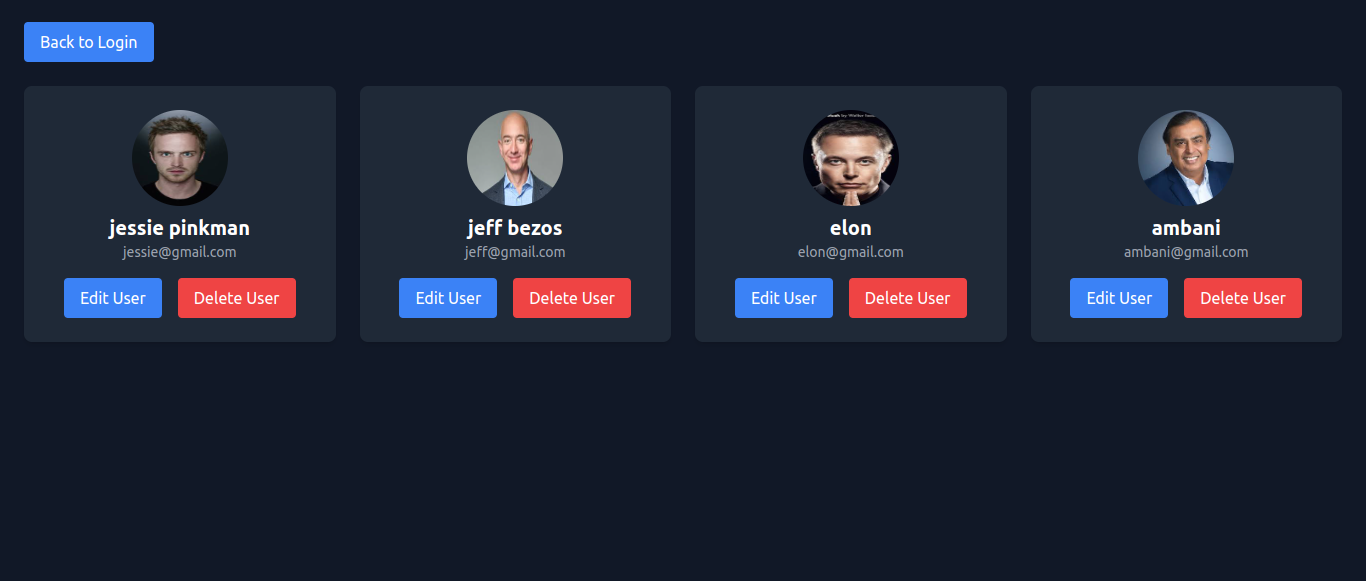 Back to Login
jessie pinkman
jessie@gmail.com
Edit User
Delete User
jeff bezos
jeff@gmail.com
Edit User
Delete User
elon
elon@gmail.com
Edit User
Delete User
ambani
ambani@gmail.com
Edit User
Delete User